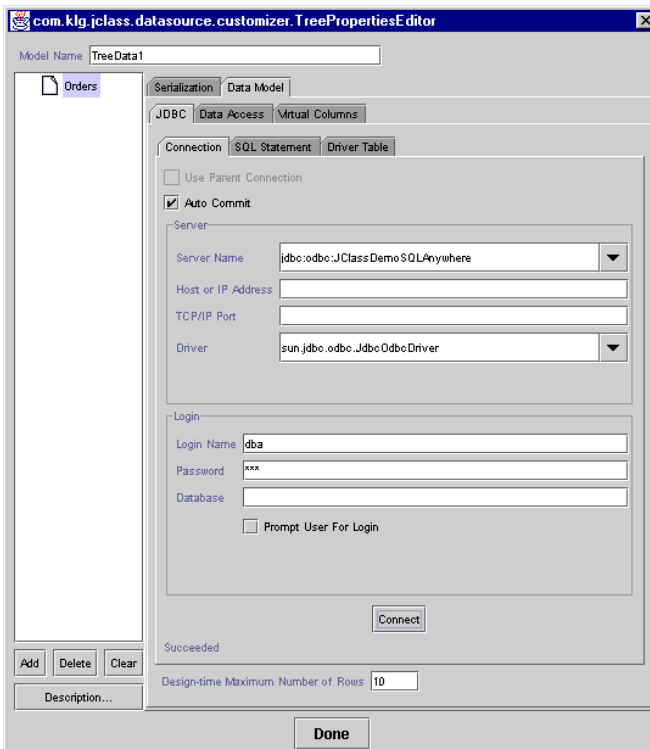 com.klg.jclass.datasource.customizer.TreePropertiesEditor
Model Name TreeData1
Orders
Serialization Data Model
JDBC Data Access Virtual Columns
Connection SQL Statement Driver Table
Use Parent Connection
Auto Commit
Server
Server Name jdbc:odbc:JClassDemoSQLAnywhere
Host or IP Address
TCP/IP Port
Driver sun.jdbc.odbc.JdbcOdbcDriver
Login
Login Name dba
Password ***
Database
Prompt User For Login
Connect
Succeeded
Add Delete Clear
Design-time Maximum Number of Rows 10
Description...
Done